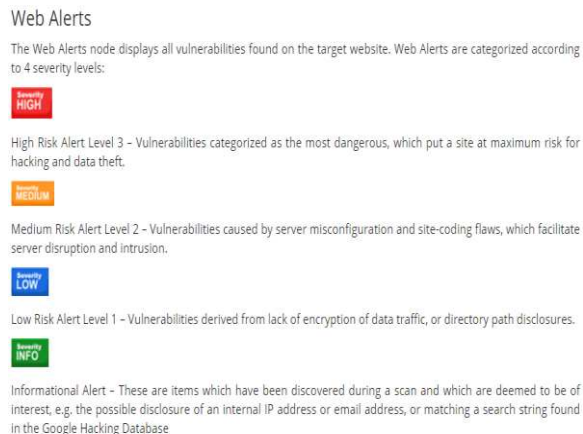 Web Alerts
The Web Alerts node displays all vulnerabilities found on the target website. Web Alerts are categorized according
to 4 severity levels:
Severity
HIGH
High Risk Alert Level 3 – Vulnerabilities categorized as the most dangerous, which put a site at maximum risk for
hacking and data theft.
Severity
MEDIUM
Medium Risk Alert Level 2 – Vulnerabilities caused by server misconfiguration and site-coding flaws, which facilitate
server disruption and intrusion.
Severity
LOW
Low Risk Alert Level 1 – Vulnerabilities derived from lack of encryption of data traffic, or directory path disclosures.
Severity
INFO
Informational Alert – These are items which have been discovered during a scan and which are deemed to be of
interest, e.g. the possible disclosure of an internal IP address or email address, or matching a search string found
in the Google Hacking Database